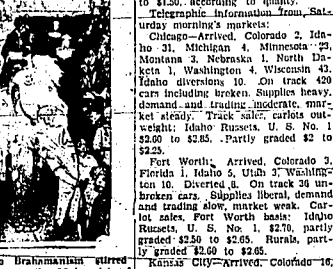 to $1.50, according to quality.
Telegraphic information from Sat-
urday morning's markets:
Chicago—Arrived, Colorado 2, Ida-
ho 31, Michigan 4, Minnesota 23,
Montana 3, Nebraska 1, North Da-
kota 1, Washington 4, Wisconsin 43.
Idaho diversions 10. On track 420
cars including broken. Supplies heavy,
demand and trading moderate, mar-
ket steady. Track sales, carlots out-
weight: Idaho Russets, U. S. No. 1
$2.60 to $2.85. Partly graded $2 to
$2.25.
Fort Worth: Arrived, Colorado 3,
Florida 1, Idaho 5, Utah 3, Washing-
ton 10. Diverted 8. On track 36 un-
broken cars. Supplies liberal, demand
and trading slow, market weak. Car-
lot sales, Fort Worth basis: Idaho
Russets, U. S. No. 1, $2.70, partly
graded $2.50 to $2.65. Rurals, part-
ly graded $2.60 to $2.65.
Kansas City—Arrived, Colorado 16,
Brahamanism stirred